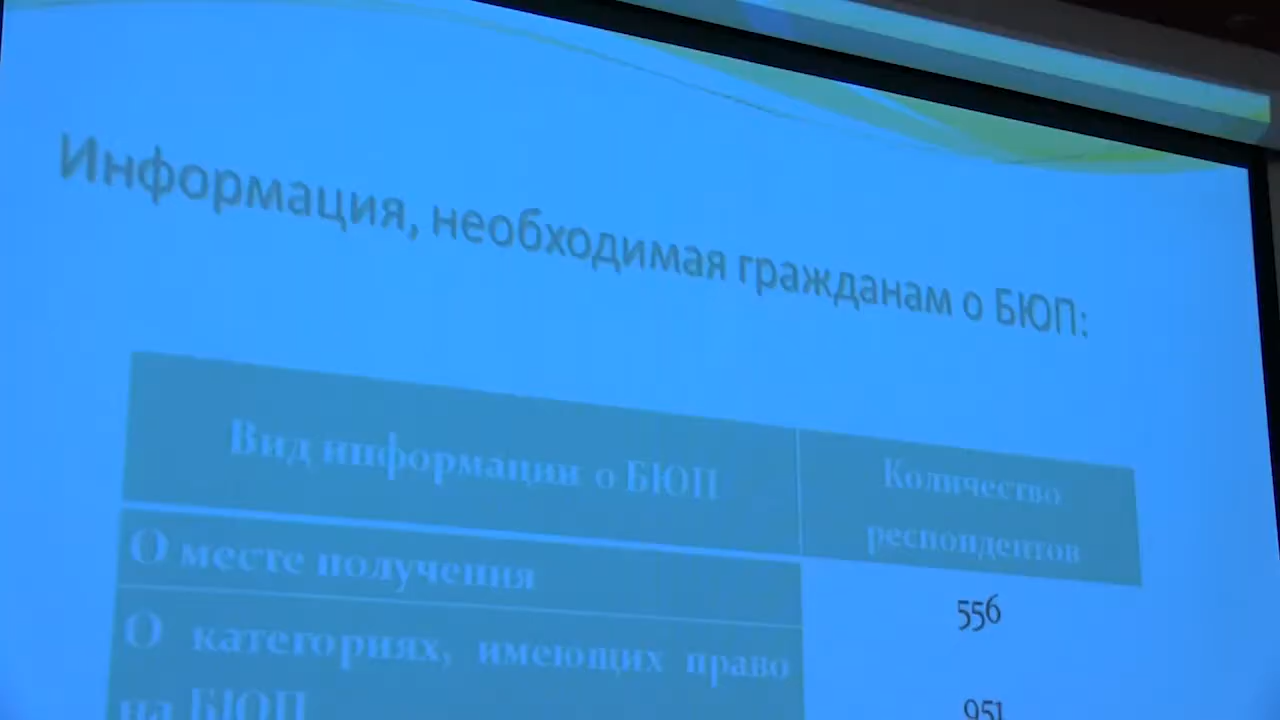 Информация, необходимая гражданам о БЮП:
Вид информации о БЮП
Количество
респондентов
О месте получения
556
О категориях, имеющих право
на БЮП
951